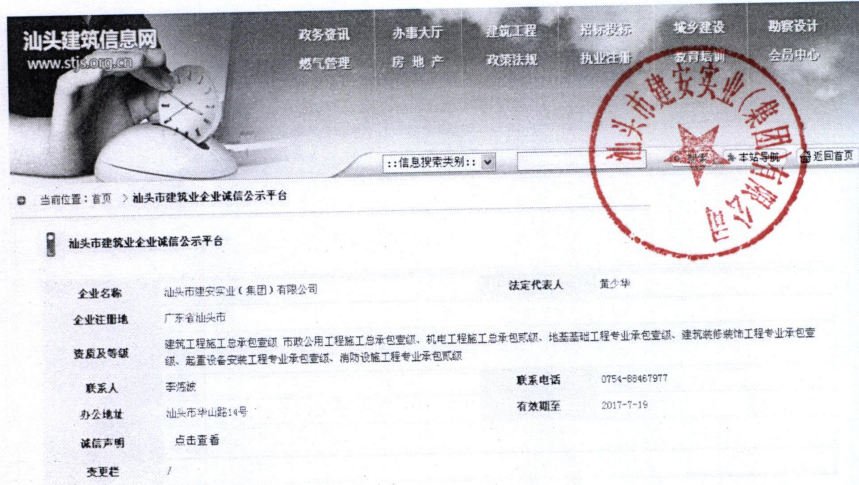 汕头建筑信息网
www.stjs.org.cn
政务资讯 办事大厅 建筑工程 招标投标 城乡建设 勘察设计
燃气管理 房 地 产 政策法规 执业注册 教育培训 会员中心
::信息搜索类别::
本站导航 返回首页
汕头市建安实业(集团)有限公司
当前位置:首页 > 汕头市建筑业企业诚信公示平台
汕头市建筑业企业诚信公示平台
企业名称 汕头市建安实业(集团)有限公司 法定代表人 黄少华
企业注册地 广东省汕头市
资质及等级 建筑工程施工总承包壹级 市政公用工程施工总承包壹级、机电工程施工总承包贰级、地基基础工程专业承包壹级、建筑装修装饰工程专业承包壹
级、起重设备安装工程专业承包壹级、消防设施工程专业承包贰级
联系人 联系电话 0754-88467977
办公地址 汕头市华山路14号 有效期至 2017-7-19
诚信声明 点击查看
变更栏 /